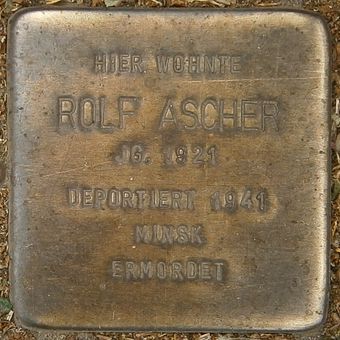 HIER WOHNTE
ROLF ASCHER
JG. 1921
DEPORTIERT 1941
MINSK
ERMORDET